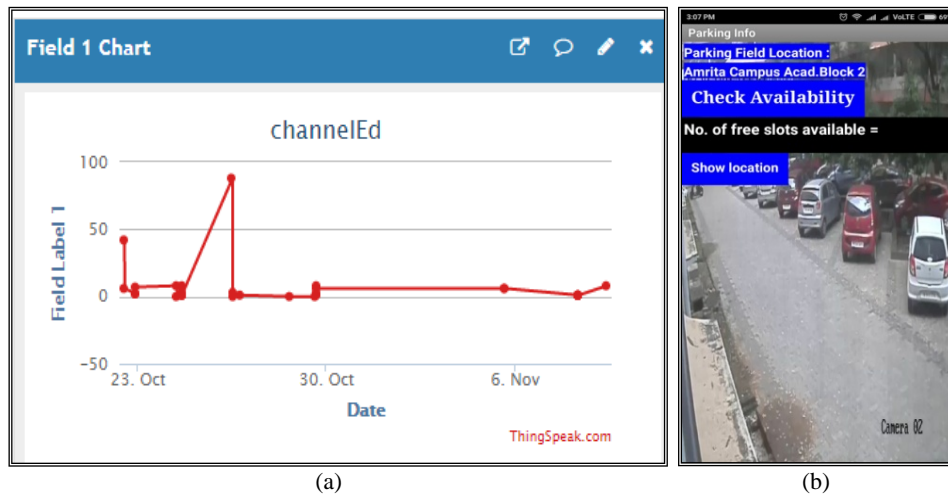 Field 1 Chart
channelEd
Field Label 1
100
50
0
-50
23. Oct
30. Oct
6. Nov
Date
ThingSpeak.com
(a)
3:07 PM
VoLTE
69
Parking Info
Parking Field Location :
Amrita Campus Acad.Block 2
Check Availability
No. of free slots available =
Show location
Camera 02
(b)